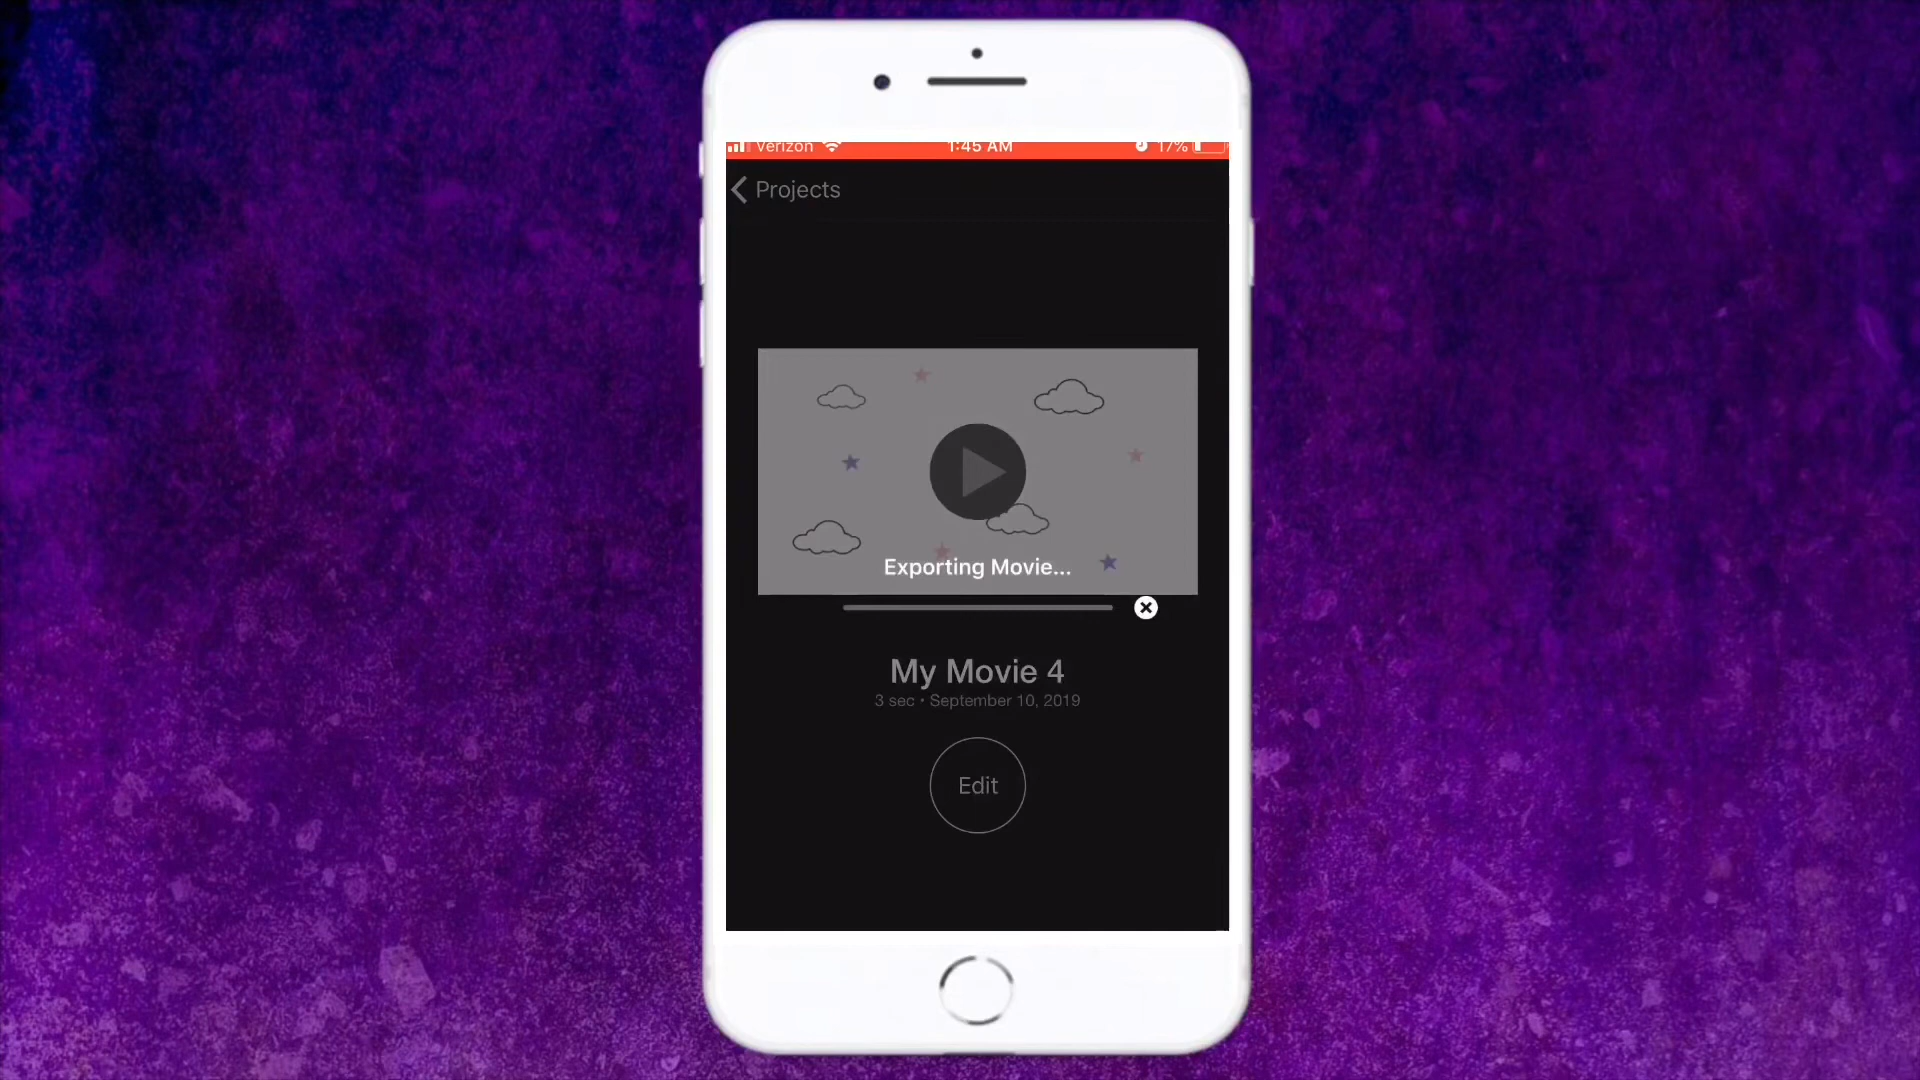 Verizon 1:45 AM 17%
Projects
Exporting Movie...
My Movie 4
3 sec • September 10, 2019
Edit